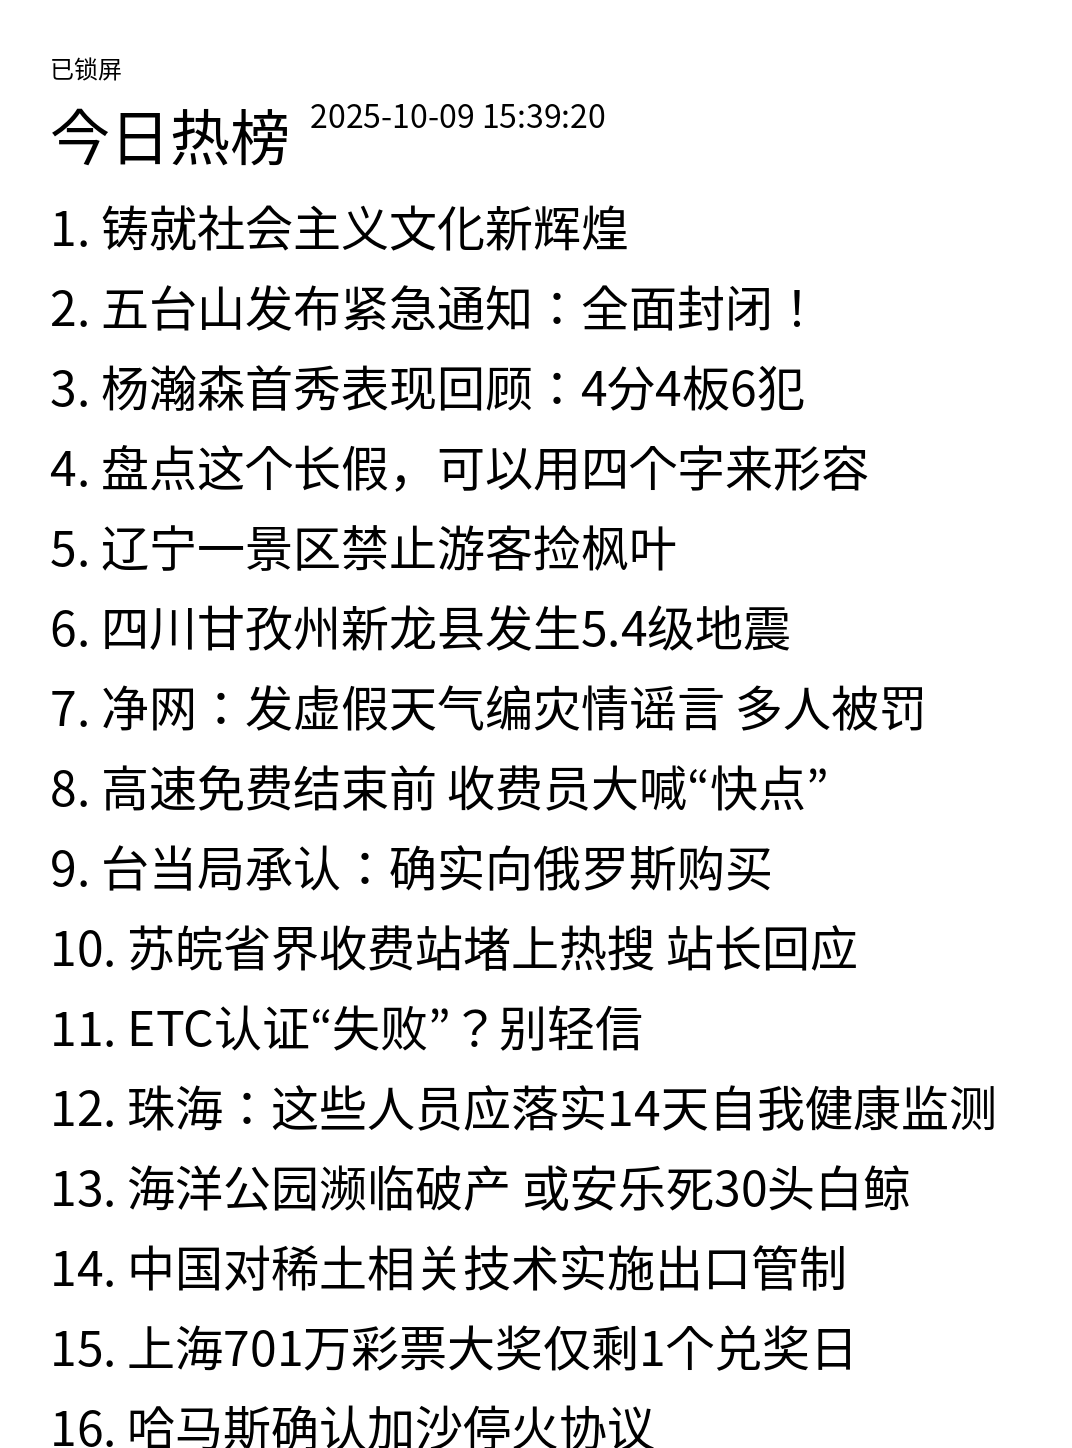 已锁屏
今日热榜 2025-10-09 15:39:20
1. 铸就社会主义文化新辉煌
2. 五台山发布紧急通知：全面封闭！
3. 杨瀚森首秀表现回顾：4分4板6犯
4. 盘点这个长假，可以用四个字来形容
5. 辽宁一景区禁止游客捡枫叶
6. 四川甘孜州新龙县发生5.4级地震
7. 净网：发虚假天气编灾情谣言 多人被罚
8. 高速免费结束前 收费员大喊“快点”
9. 台当局承认：确实向俄罗斯购买
10. 苏皖省界收费站堵上热搜 站长回应
11. ETC认证“失败”？别轻信
12. 珠海：这些人员应落实14天自我健康监测
13. 海洋公园濒临破产 或安乐死30头白鲸
14. 中国对稀土相关技术实施出口管制
15. 上海701万彩票大奖仅剩1个兑奖日
16. 哈马斯确认加沙停火协议